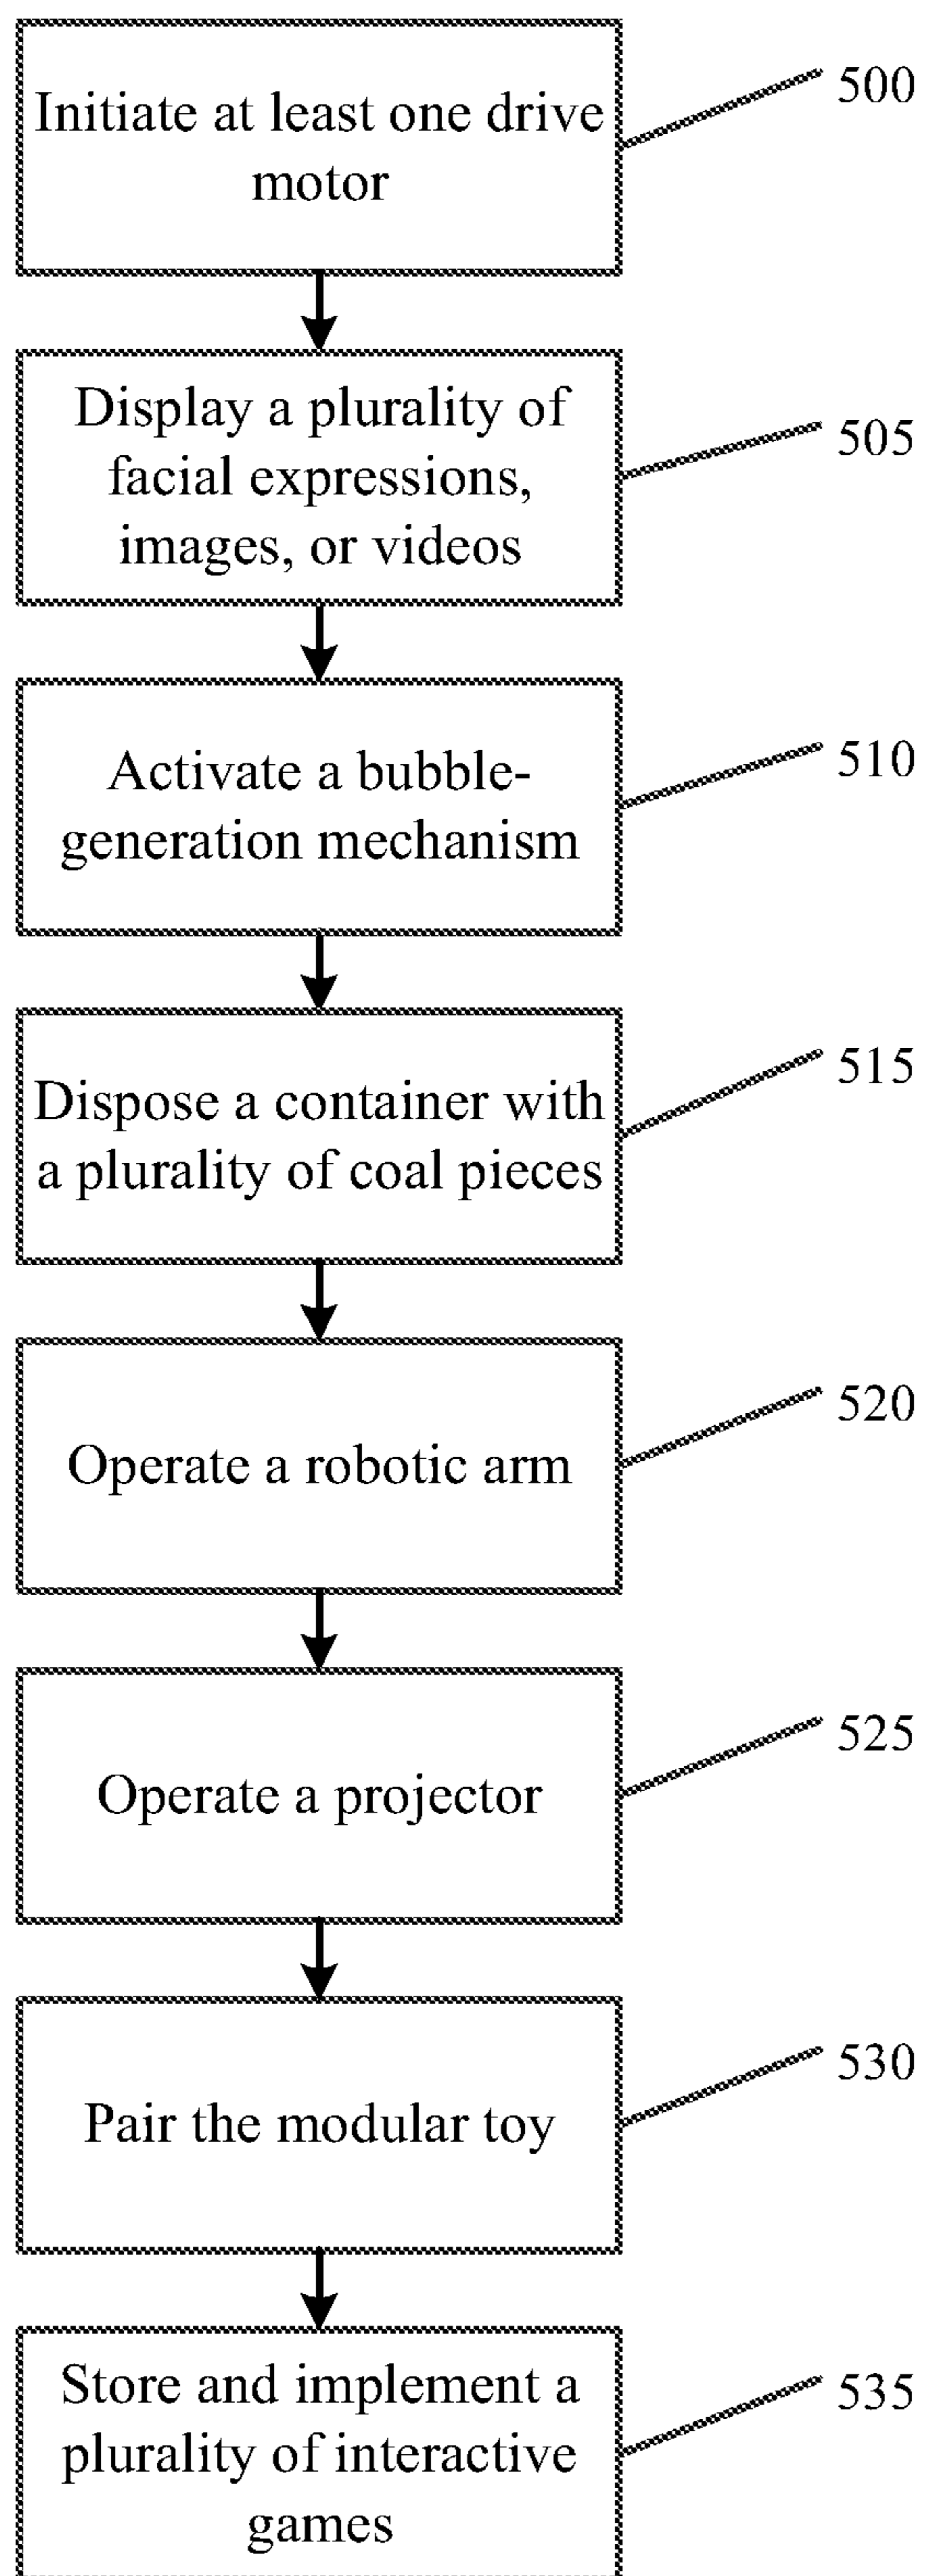 Initiate at least one drive
motor
500
Display a plurality of
facial expressions,
images, or videos
505
Activate a bubble-
generation mechanism
510
Dispose a container with
a plurality of coal pieces
515
Operate a robotic arm
520
Operate a projector
525
Pair the modular toy
530
Store and implement a
plurality of interactive
games
535